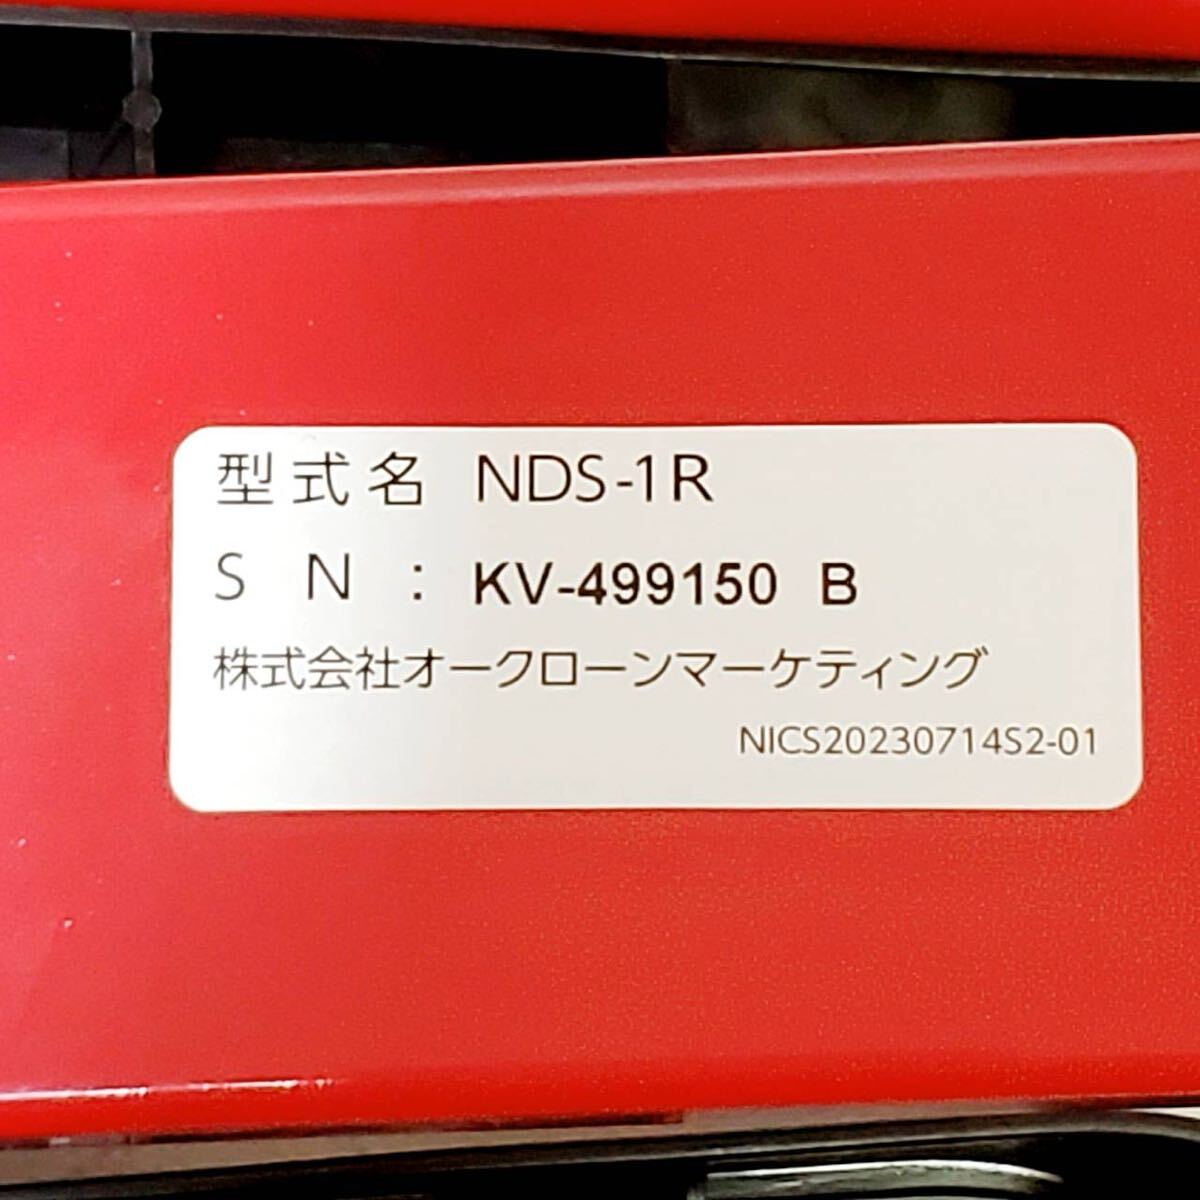 型式名 NDS-1R
S N : KV-499150 B
株式会社オークローンマーケティング
NICS20230714S2-01